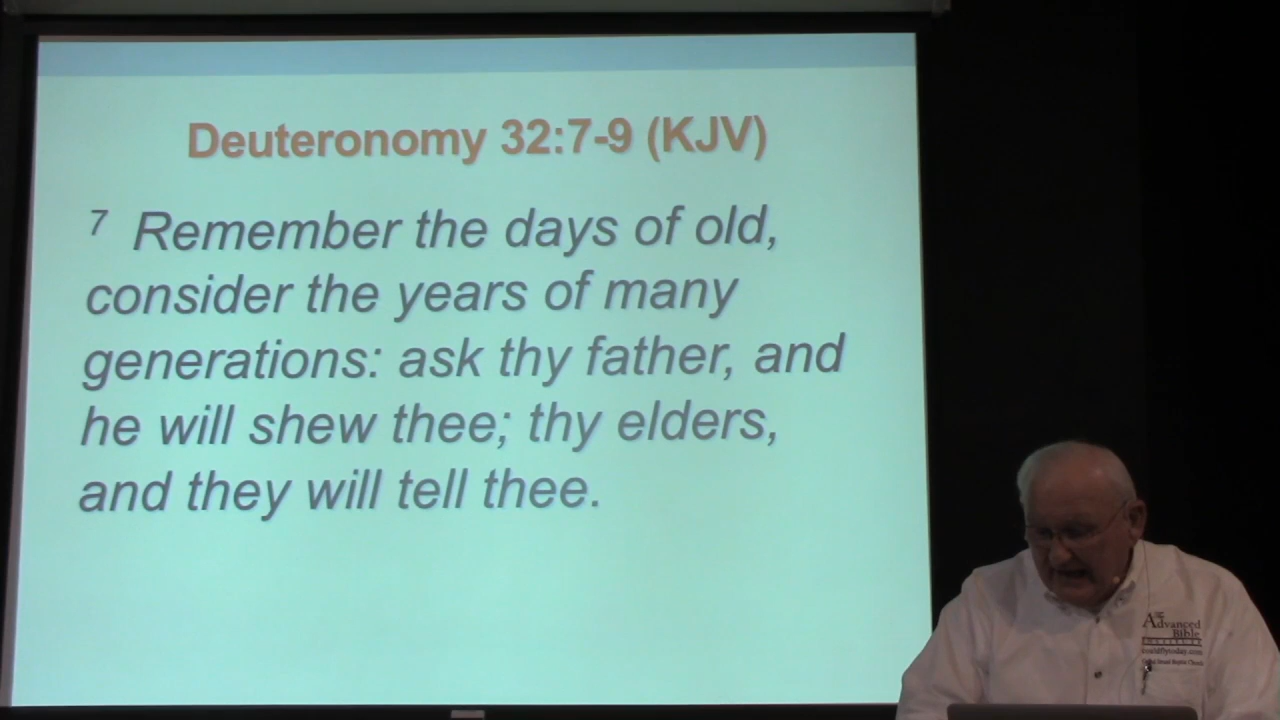 Deuteronomy 32:7-9 (KJV)
7 Remember the days of old,
consider the years of many
generations: ask thy father, and
he will shew thee; thy elders,
and they will tell thee.
The
Advanced
Bible